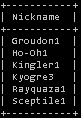 +-----------+
| Nickname  |
+-----------+
| Groudon1  |
| Ho-Oh1    |
| Kingler1  |
| Kyogre3   |
| Rayquaza1 |
| Sceptile1 |
+-----------+